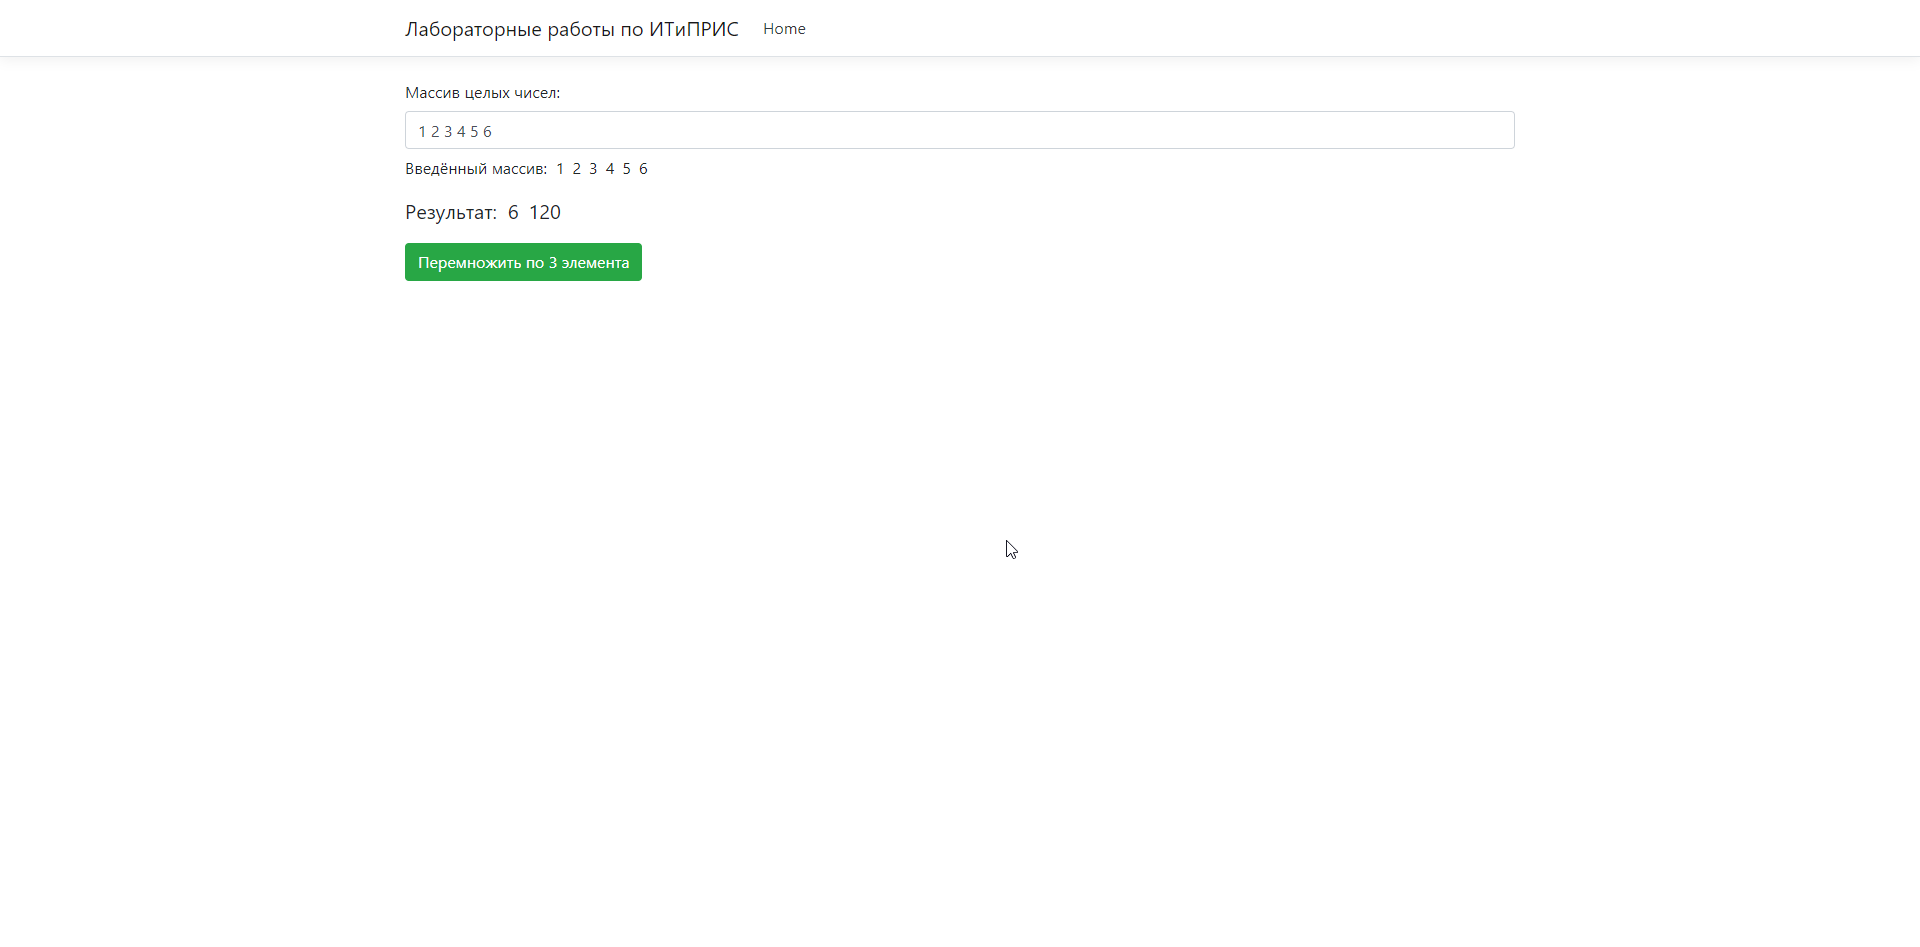 Лабораторные работы по ИТиПРИС Home
Массив целых чисел:
1 2 3 4 5 6
Введённый массив: 1 2 3 4 5 6
Результат: 6 120
Перемножить по 3 элемента